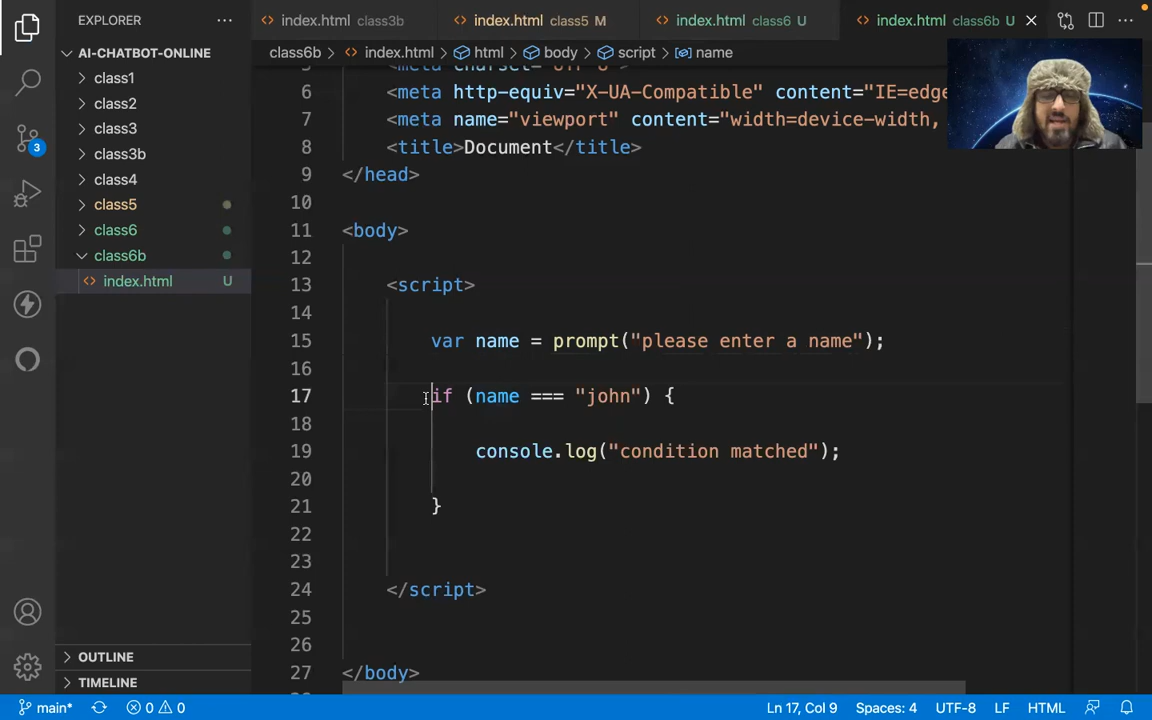 EXPLORER
index.html class3b
index.html class5 M
index.html class6 U
index.html class6b U
AI-CHATBOT-ONLINE
class6b > index.html > html > body > script > name
class1
class2
class3
class3b
class4
class5
class6
class6b
index.html U
6 <meta http-equiv="X-UA-Compatible" content="IE=edge
7 <meta name="viewport" content="width=device-width,
8 <title>Document</title>
9 </head>
10
11 <body>
12
13 <script>
14
15 var name = prompt("please enter a name");
16
17 if (name === "john") {
18
19 console.log("condition matched");
20
21 }
22
23
24 </script>
25
26
27 </body>
3
OUTLINE
TIMELINE
main* 0 0 Ln 17, Col 9 Spaces: 4 UTF-8 LF HTML